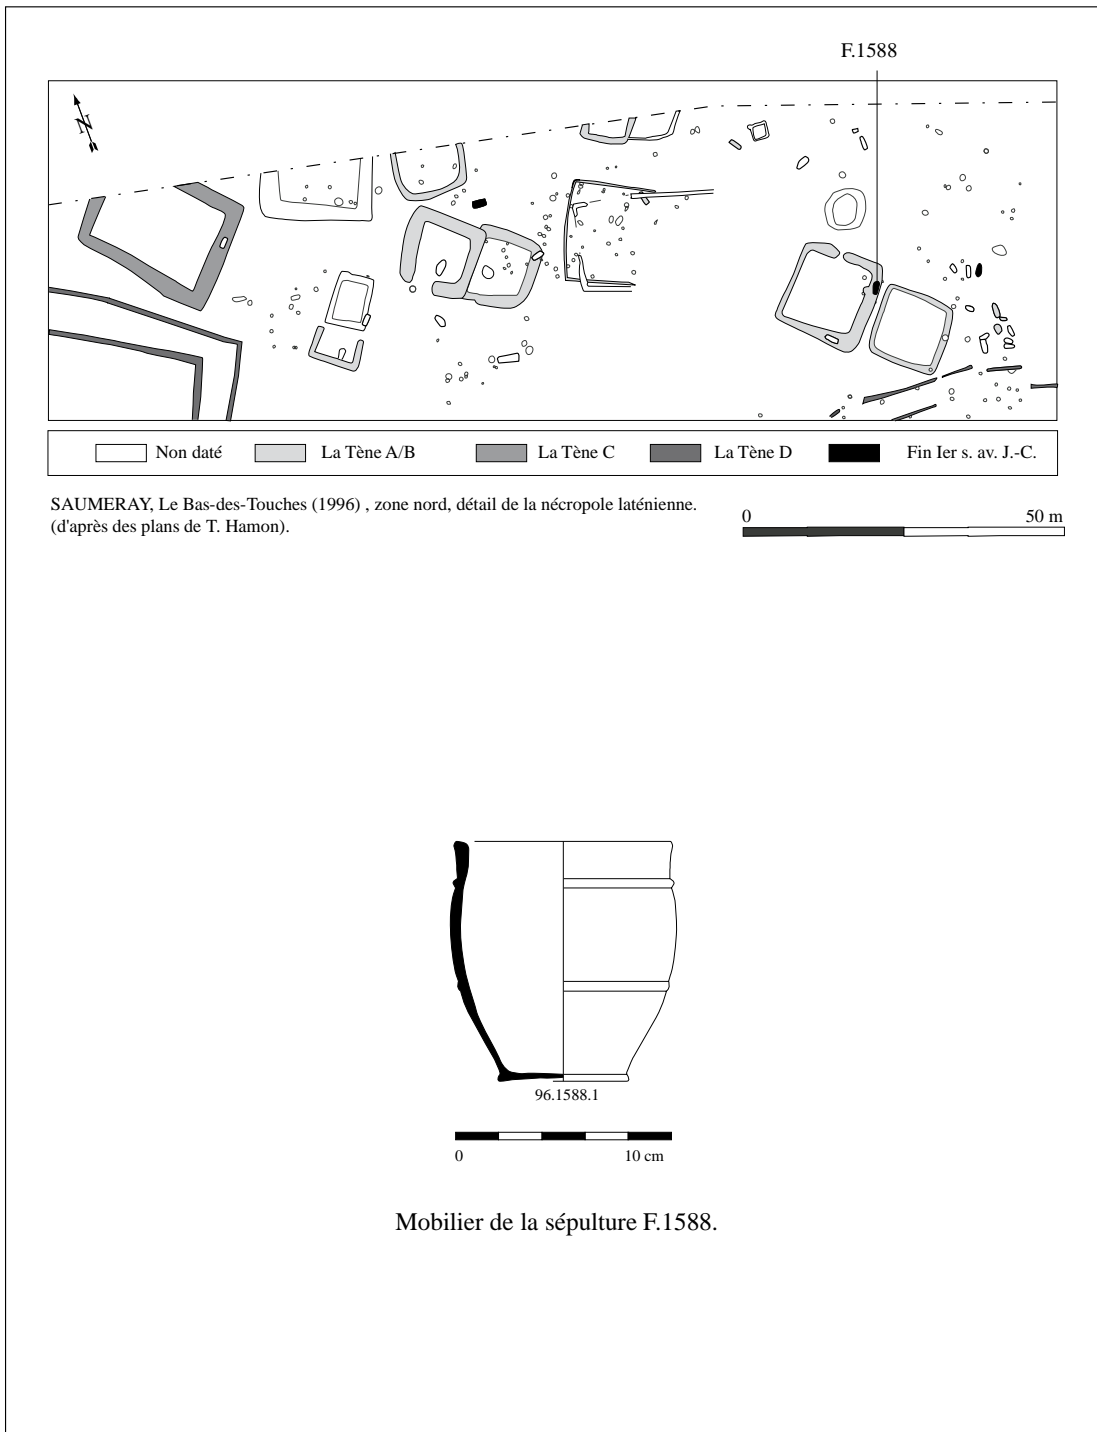 F.1588
N
Non daté La Tène A/B La Tène C La Tène D Fin Ier s. av. J.-C.
SAUMERAY, Le Bas-des-Touches (1996) , zone nord, détail de la nécropole laténienne.
(d'après des plans de T. Hamon).
0 50 m
96.1588.1
0 10 cm
Mobilier de la sépulture F.1588.